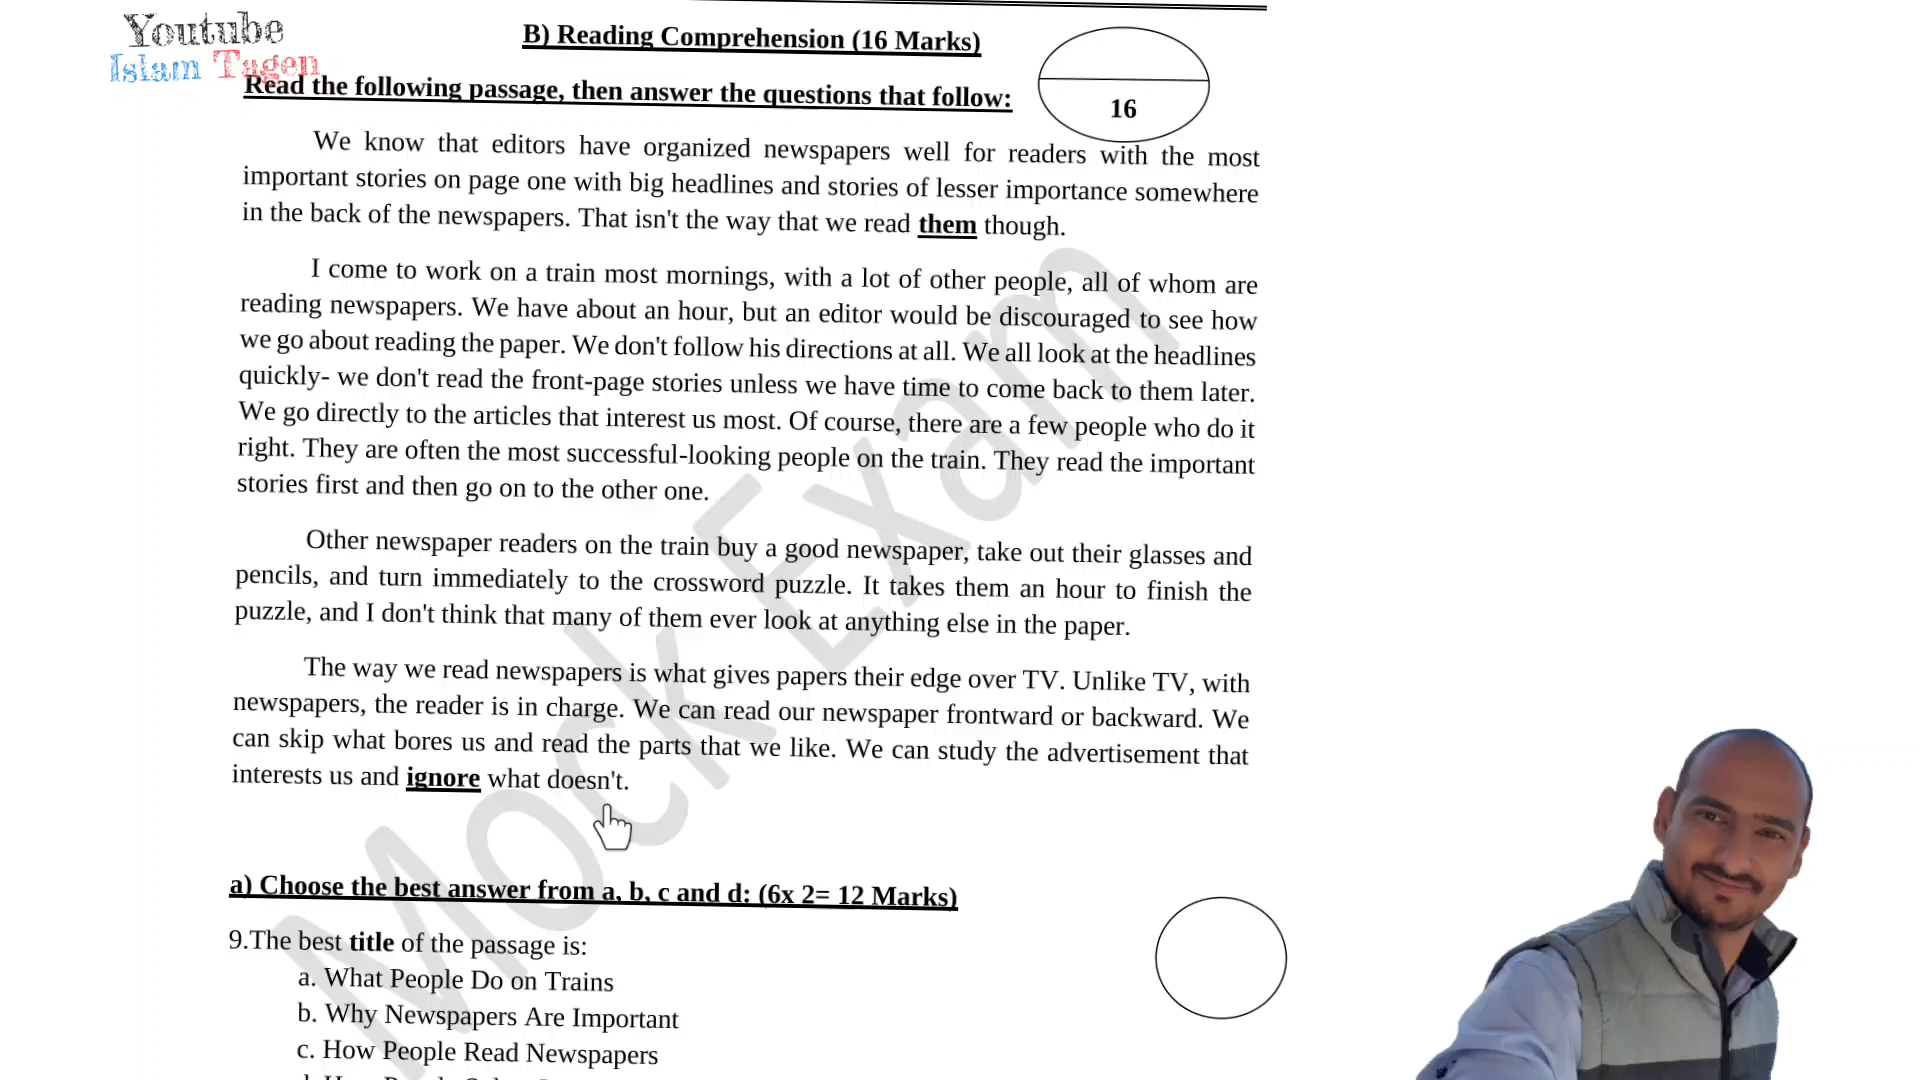 Youtube
Islam Tagen
B) Reading Comprehension (16 Marks)
Read the following passage, then answer the questions that follow:
16
We know that editors have organized newspapers well for readers with the most
important stories on page one with big headlines and stories of lesser importance somewhere
in the back of the newspapers. That isn't the way that we read them though.
I come to work on a train most mornings, with a lot of other people, all of whom are
reading newspapers. We have about an hour, but an editor would be discouraged to see how
we go about reading the paper. We don't follow his directions at all. We all look at the headlines
quickly- we don't read the front-page stories unless we have time to come back to them later.
We go directly to the articles that interest us most. Of course, there are a few people who do it
right. They are often the most successful-looking people on the train. They read the important
stories first and then go on to the other one.
Other newspaper readers on the train buy a good newspaper, take out their glasses and
pencils, and turn immediately to the crossword puzzle. It takes them an hour to finish the
puzzle, and I don't think that many of them ever look at anything else in the paper.
The way we read newspapers is what gives papers their edge over TV. Unlike TV, with
newspapers, the reader is in charge. We can read our newspaper frontward or backward. We
can skip what bores us and read the parts that we like. We can study the advertisement that
interests us and ignore what doesn't.
Mock Exam
a) Choose the best answer from a, b, c and d: (6x 2= 12 Marks)
9.The best title of the passage is:
a. What People Do on Trains
b. Why Newspapers Are Important
c. How People Read Newspapers